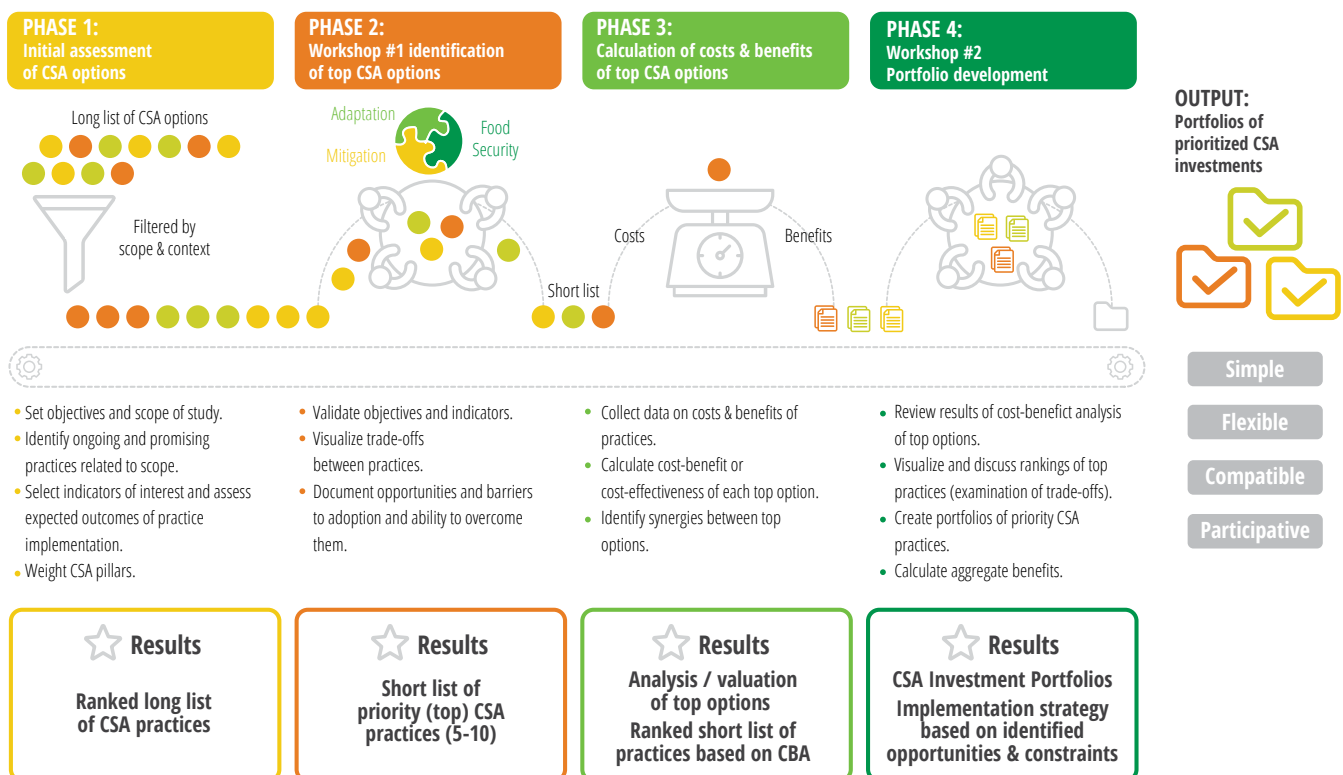 PHASE 1:
Initial assessment
of CSA options
Long list of CSA options
Filtered by
scope & context
• Set objectives and scope of study.
• Identify ongoing and promising
practices related to scope.
• Select indicators of interest and assess
expected outcomes of practice
implementation.
• Weight CSA pillars.
Results
Ranked long list
of CSA practices
PHASE 2:
Workshop #1 identification
of top CSA options
Adaptation
Mitigation
Food
Security
Short list
• Validate objectives and indicators.
• Visualize trade-offs
between practices.
• Document opportunities and barriers
to adoption and ability to overcome
them.
Results
Short list of
priority (top) CSA
practices (5-10)
PHASE 3:
Calculation of costs & benefits
of top CSA options
Costs
Benefits
• Collect data on costs & benefits of
practices.
• Calculate cost-benefit or
cost-effectiveness of each top option.
• Identify synergies between top
options.
Results
Analysis / valuation
of top options
Ranked short list of
practices based on CBA
PHASE 4:
Workshop #2
Portfolio development
• Review results of cost-benefict analysis
of top options.
• Visualize and discuss rankings of top
practices (examination of trade-offs).
• Create portfolios of priority CSA
practices.
• Calculate aggregate benefits.
Results
CSA Investment Portfolios
Implementation strategy
based on identified
opportunities & constraints
OUTPUT:
Portfolios of
prioritized CSA
investments
Simple
Flexible
Compatible
Participative